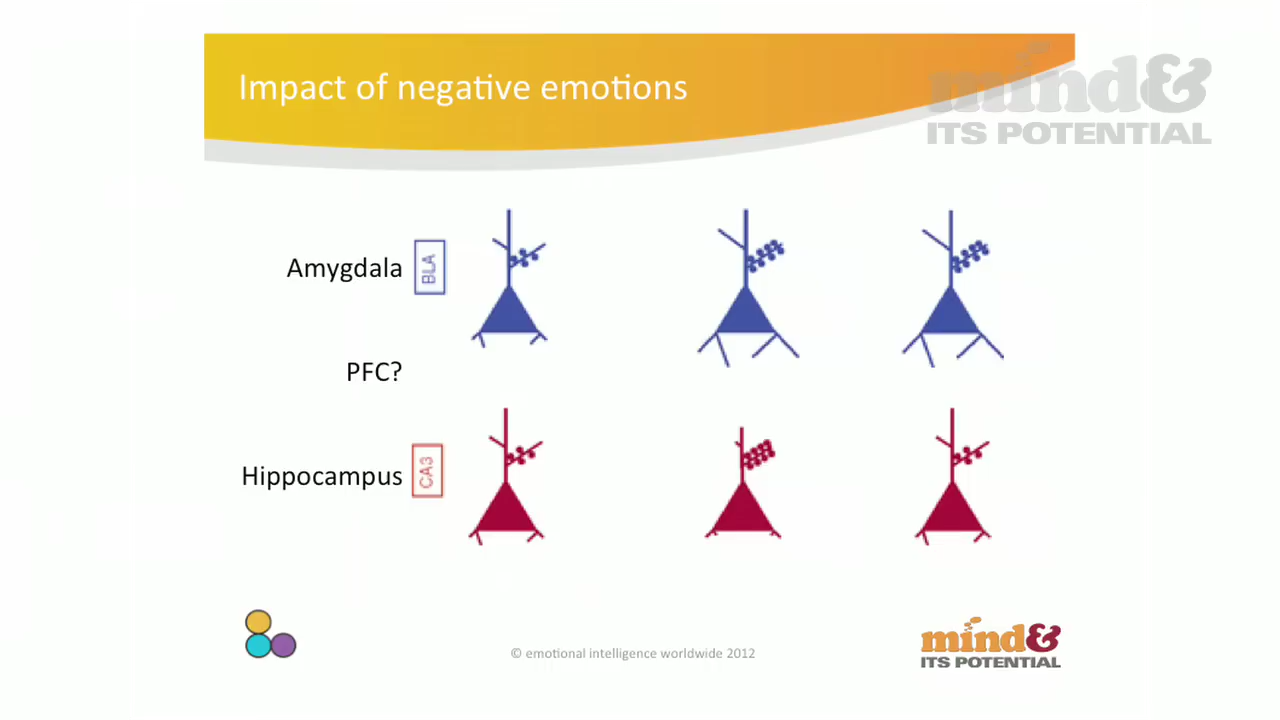 Impact of negative emotions
mind&
ITS POTENTIAL
Amygdala
BLA
PFC?
Hippocampus
CA3
© emotional intelligence worldwide 2012
mind&
ITS POTENTIAL